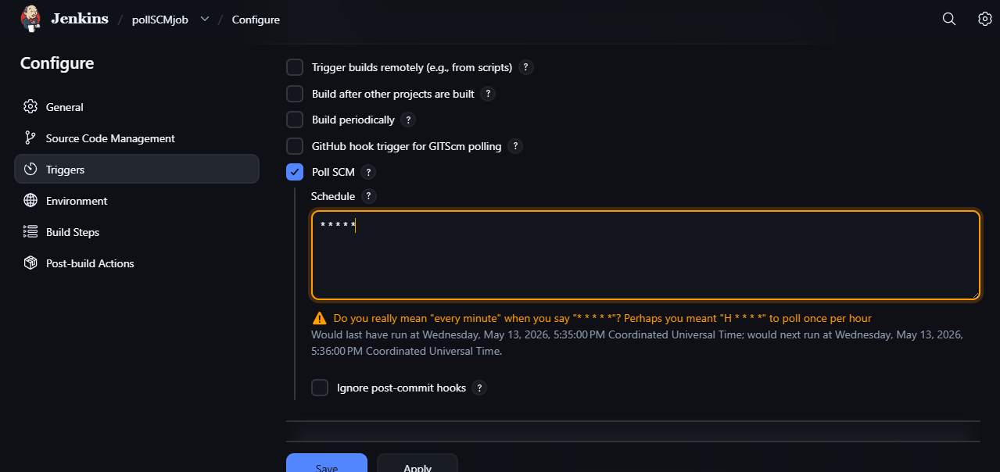 Jenkins / pollSCMjob / Configure
Configure
General
Source Code Management
Triggers
Environment
Build Steps
Post-build Actions
Trigger builds remotely (e.g., from scripts) ?
Build after other projects are built ?
Build periodically ?
GitHub hook trigger for GITScm polling ?
Poll SCM ?
Schedule ?
* * * * *
Do you really mean "every minute" when you say "* * * * *"? Perhaps you meant "H * * * *" to poll once per hour
Would last have run at Wednesday, May 13, 2026, 5:35:00 PM Coordinated Universal Time; would next run at Wednesday, May 13, 2026,
5:36:00 PM Coordinated Universal Time.
Ignore post-commit hooks ?
Save Apply